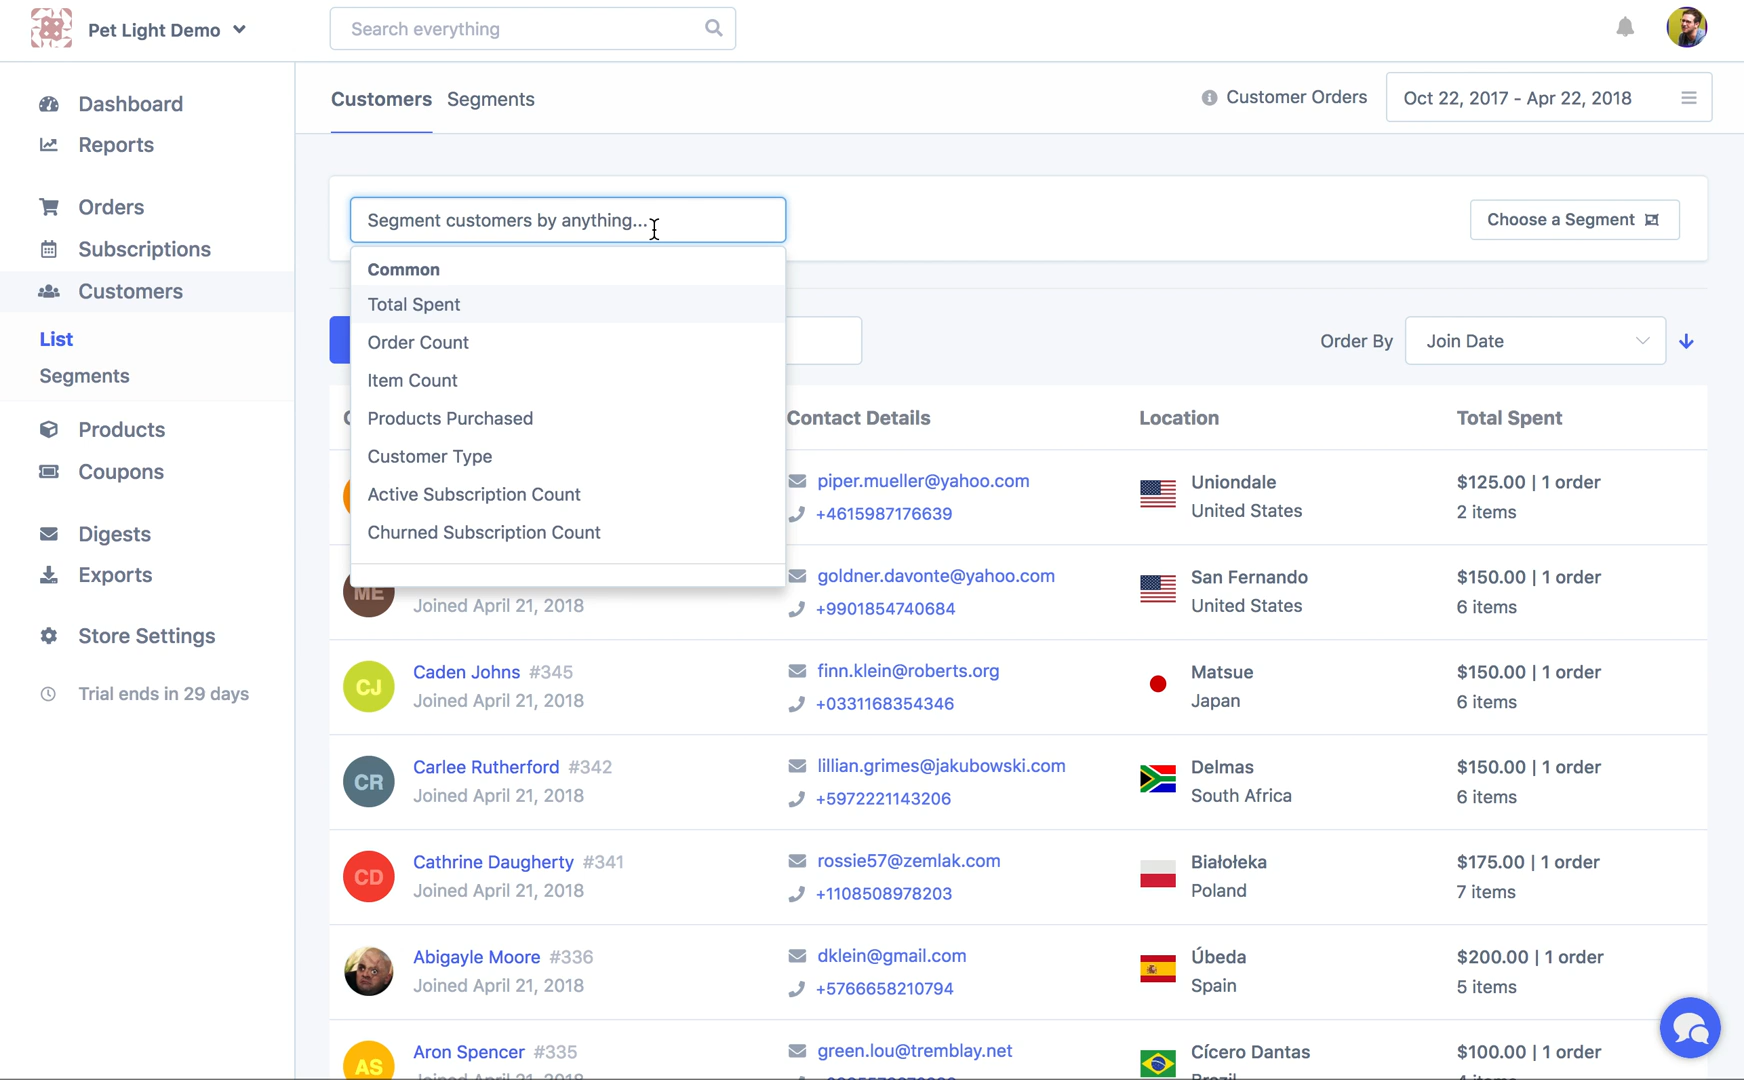 Pet Light Demo
Search everything
Dashboard
Reports
Orders
Subscriptions
Customers
List
Segments
Products
Coupons
Digests
Exports
Store Settings
Trial ends in 29 days
Customers Segments
Customer Orders
Oct 22, 2017 - Apr 22, 2018
Segment customers by anything...
Choose a Segment
Common
Total Spent
Order Count
Item Count
Products Purchased
Customer Type
Active Subscription Count
Churned Subscription Count
Order By
Join Date
Contact Details Location Total Spent
piper.mueller@yahoo.com
+4615987176639
Uniondale
United States
$125.00 | 1 order
2 items
ME
Joined April 21, 2018
goldner.davonte@yahoo.com
+9901854740684
San Fernando
United States
$150.00 | 1 order
6 items
CJ
Caden Johns #345
Joined April 21, 2018
finn.klein@roberts.org
+0331168354346
Matsue
Japan
$150.00 | 1 order
6 items
CR
Carlee Rutherford #342
Joined April 21, 2018
lillian.grimes@jakubowski.com
+5972221143206
Delmas
South Africa
$150.00 | 1 order
6 items
CD
Cathrine Daugherty #341
Joined April 21, 2018
rossie57@zemlak.com
+1108508978203
Białołeka
Poland
$175.00 | 1 order
7 items
Abigayle Moore #336
Joined April 21, 2018
dklein@gmail.com
+5766658210794
Úbeda
Spain
$200.00 | 1 order
5 items
AS
Aron Spencer #335
Joined April 21, 2018
green.lou@tremblay.net
Cícero Dantas
Brazil
$100.00 | 1 order